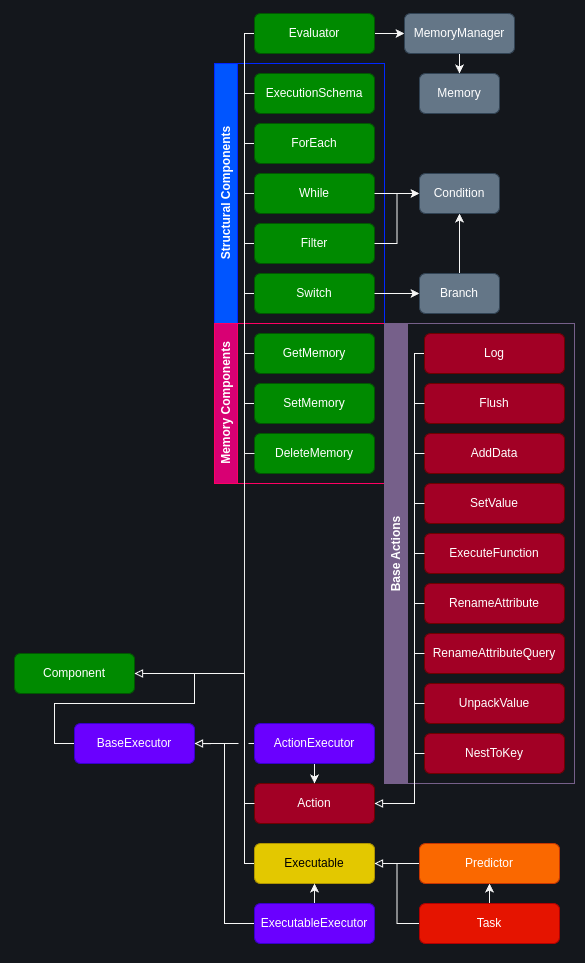 Evaluator
MemoryManager
Structural Components
ExecutionSchema
Memory
ForEach
While
Condition
Filter
Switch
Branch
Memory Components
GetMemory
SetMemory
DeleteMemory
Base Actions
Log
Flush
AddData
SetValue
ExecuteFunction
RenameAttribute
RenameAttributeQuery
UnpackValue
NestToKey
Component
BaseExecutor
ActionExecutor
Action
Executable
Predictor
ExecutableExecutor
Task